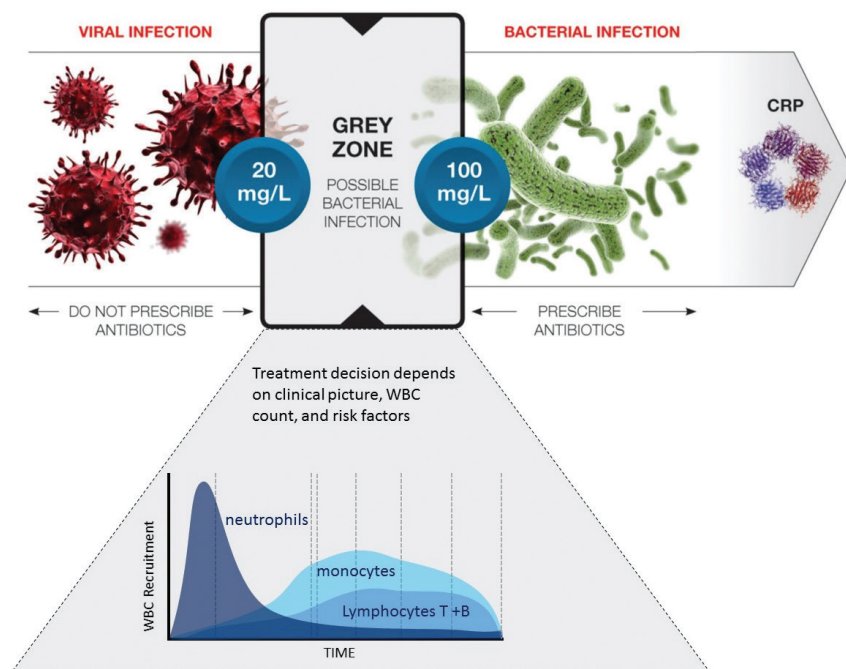 VIRAL INFECTION
BACTERIAL INFECTION
CRP
GREY
ZONE
POSSIBLE
BACTERIAL
INFECTION
20
mg/L
100
mg/L
DO NOT PRESCRIBE
ANTIBIOTICS
PRESCRIBE
ANTIBIOTICS
Treatment decision depends
on clinical picture, WBC
count, and risk factors
WBC Recruitment
neutrophils
monocytes
Lymphocytes T +B
TIME